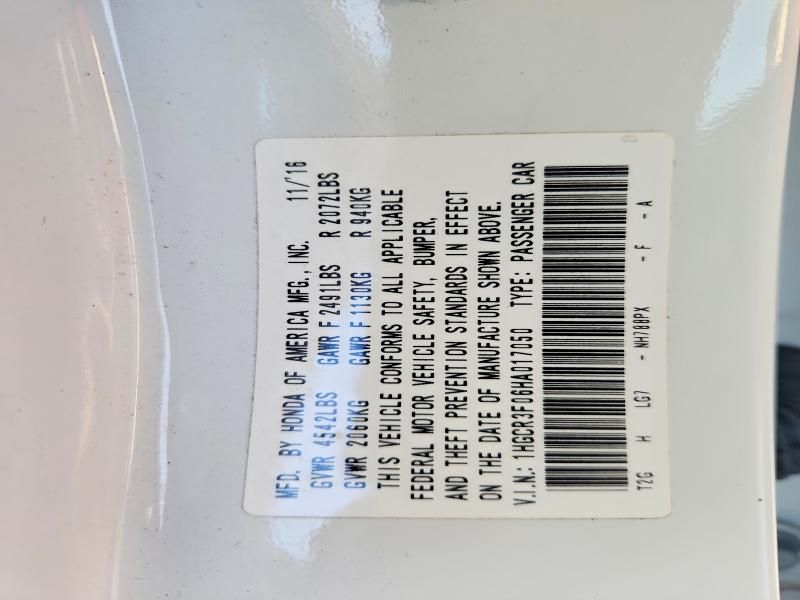 MFD. BY HONDA OF AMERICA MFG., INC. 11/'16
GVWR 4542LBS GAWR F 2491LBS R 2072LBS
GVWR 2060KG GAWR F 1130KG R 940KG
THIS VEHICLE CONFORMS TO ALL APPLICABLE
FEDERAL MOTOR VEHICLE SAFETY, BUMPER,
AND THEFT PREVENTION STANDARDS IN EFFECT
ON THE DATE OF MANUFACTURE SHOWN ABOVE.
V.I.N.: 1HGCR3F06HA017050 TYPE: PASSENGER CAR
T2G H LG7 - NH788PX - F - A